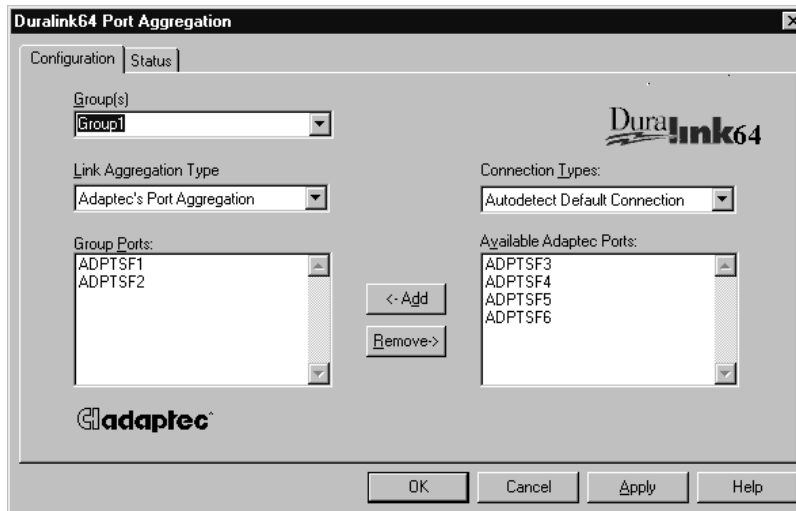 Duralink64 Port Aggregation
Configuration
Status
Group(s)
Group1
Duralink64
Link Aggregation Type
Adaptec's Port Aggregation
Connection Types:
Autodetect Default Connection
Group Ports:
ADPTSF1
ADPTSF2
<- Add
Remove->
Available Adaptec Ports:
ADPTSF3
ADPTSF4
ADPTSF5
ADPTSF6
adaptec
OK
Cancel
Apply
Help